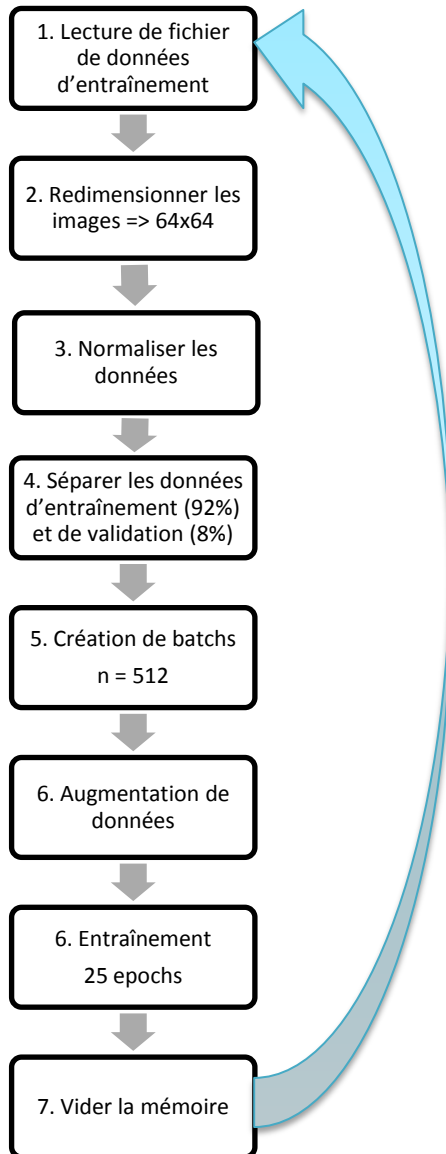 1. Lecture de fichier
de données
d’entraînement
2. Redimensionner les
images => 64x64
3. Normaliser les
données
4. Séparer les données
d’entraînement (92%)
et de validation (8%)
5. Création de batchs
n = 512
6. Augmentation de
données
6. Entraînement
25 epochs
7. Vider la mémoire